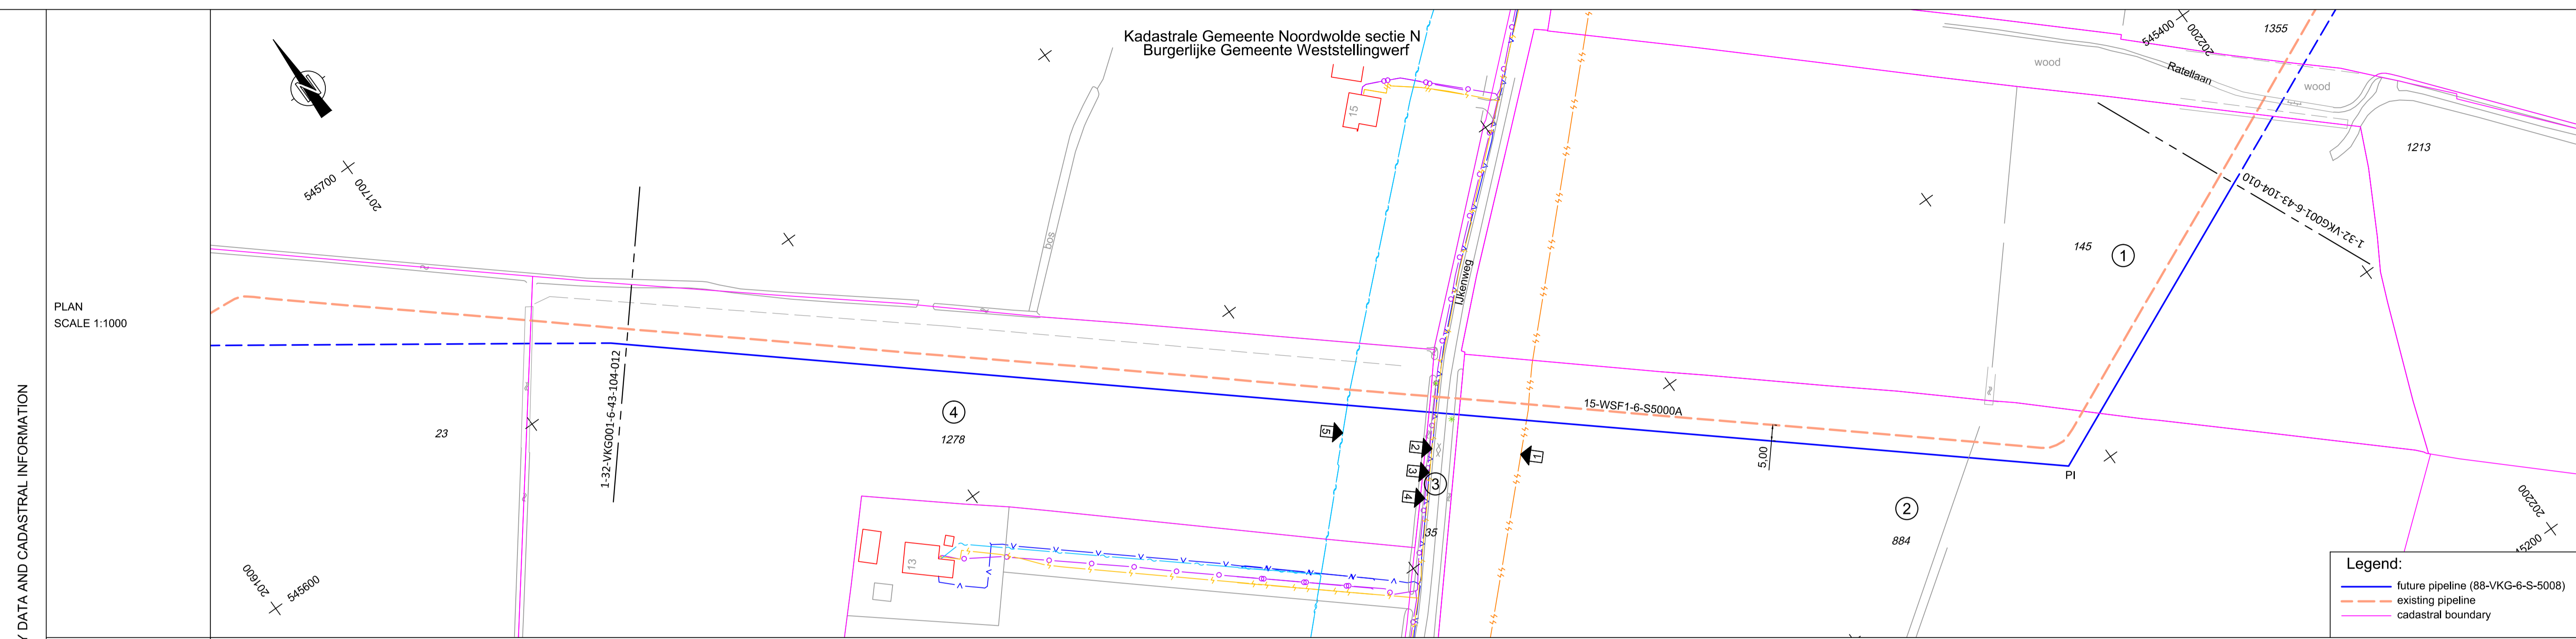 Kadastrale Gemeente Noordwolde sectie N
Burgerlijke Gemeente Weststellingwerf
N
545700
201700
PLAN
SCALE 1:1000
Y DATA AND CADASTRAL INFORMATION
23
1-32-VKG001-6-43-104-012
4
1278
bos
15
IJkenweg
5
2
3
4
3
35
1
13
201600
545600
15-WSF1-6-S5000A
5,00
PI
2
884
145
1
1-32-VKG001-6-43-104-010
wood
Ratellaan
wood
545400
202200
1355
1213
202200
45200
Legend:
future pipeline (88-VKG-6-S-5008)
existing pipeline
cadastral boundary